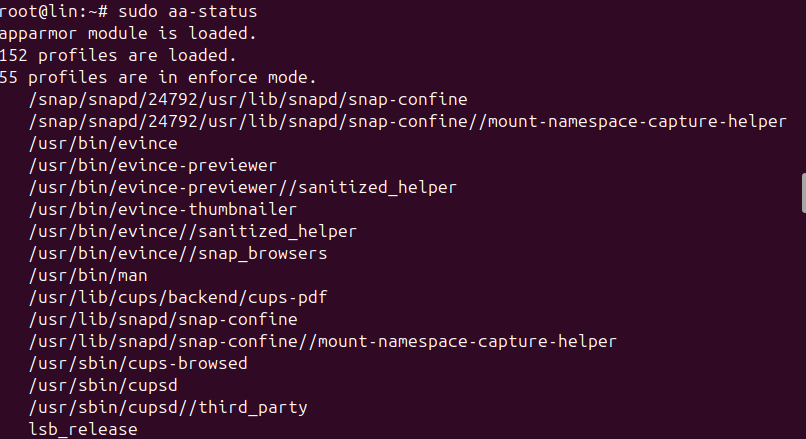 root@lin:~# sudo aa-status
apparmor module is loaded.
152 profiles are loaded.
55 profiles are in enforce mode.
/snap/snapd/24792/usr/lib/snapd/snap-confine
/snap/snapd/24792/usr/lib/snapd/snap-confine//mount-namespace-capture-helper
/usr/bin/evince
/usr/bin/evince-previewer
/usr/bin/evince-previewer//sanitized_helper
/usr/bin/evince-thumbnailer
/usr/bin/evince//sanitized_helper
/usr/bin/evince//snap_browsers
/usr/bin/man
/usr/lib/cups/backend/cups-pdf
/usr/lib/snapd/snap-confine
/usr/lib/snapd/snap-confine//mount-namespace-capture-helper
/usr/sbin/cups-browsed
/usr/sbin/cupsd
/usr/sbin/cupsd//third_party
lsb_release